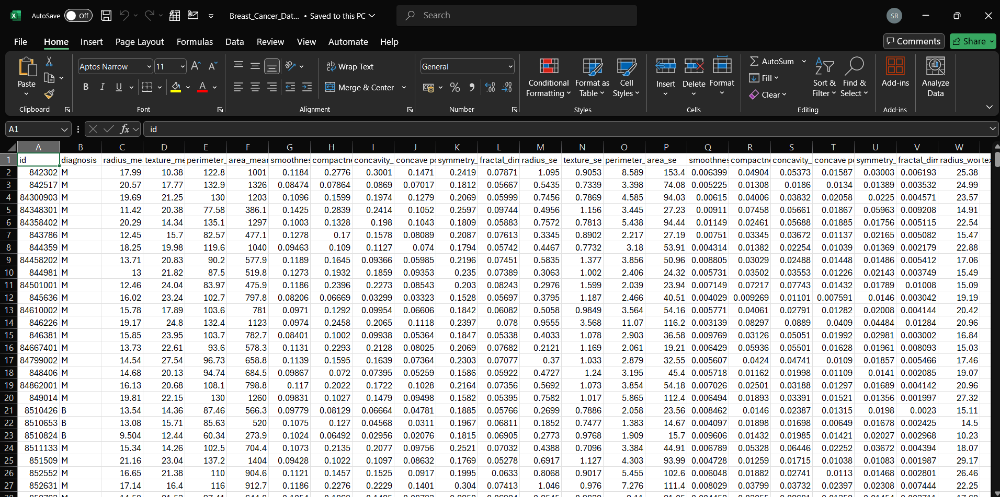 AutoSave Off Breast_Cancer_Dat... • Saved to this PC Search SR
File Home Insert Page Layout Formulas Data Review View Automate Help Comments Share
Paste Aptos Narrow 11 Wrap Text General Conditional Formatting Format as Table Cell Styles Insert Delete Format AutoSum Fill Clear Sort & Filter Find & Select Add-ins Analyze Data
B I U A Merge & Center %
Clipboard Font Alignment Number Styles Cells Editing Add-ins
A1 fx id
A B C D E F G H I J K L M N O P Q R S T U V W
1 id diagnosis radius_me texture_me perimeter_ area_mean smoothnes compactne concavity_ concave po symmetry_ fractal_dim radius_se texture_se perimeter_ area_se smoothnes compactne concavity_ concave po symmetry_ fractal_dim radius_wor tex
2 842302 M 17.99 10.38 122.8 1001 0.1184 0.2776 0.3001 0.1471 0.2419 0.07871 1.095 0.9053 8.589 153.4 0.006399 0.04904 0.05373 0.01587 0.03003 0.006193 25.38
3 842517 M 20.57 17.77 132.9 1326 0.08474 0.07864 0.0869 0.07017 0.1812 0.05667 0.5435 0.7339 3.398 74.08 0.005225 0.01308 0.0186 0.0134 0.01389 0.003532 24.99
4 84300903 M 19.69 21.25 130 1203 0.1096 0.1599 0.1974 0.1279 0.2069 0.05999 0.7456 0.7869 4.585 94.03 0.00615 0.04006 0.03832 0.02058 0.0225 0.004571 23.57
5 84348301 M 11.42 20.38 77.58 386.1 0.1425 0.2839 0.2414 0.1052 0.2597 0.09744 0.4956 1.156 3.445 27.23 0.00911 0.07458 0.05661 0.01867 0.05963 0.009208 14.91
6 84358402 M 20.29 14.34 135.1 1297 0.1003 0.1328 0.198 0.1043 0.1809 0.05883 0.7572 0.7813 5.438 94.44 0.01149 0.02461 0.05688 0.01885 0.01756 0.005115 22.54
7 843786 M 12.45 15.7 82.57 477.1 0.1278 0.17 0.1578 0.08089 0.2087 0.07613 0.3345 0.8902 2.217 27.19 0.00751 0.03345 0.03672 0.01137 0.02165 0.005082 15.47
8 844359 M 18.25 19.98 119.6 1040 0.09463 0.109 0.1127 0.074 0.1794 0.05742 0.4467 0.7732 3.18 53.91 0.004314 0.01382 0.02254 0.01039 0.01369 0.002179 22.88
9 84458202 M 13.71 20.83 90.2 577.9 0.1189 0.1645 0.09366 0.05985 0.2196 0.07451 0.5835 1.377 3.856 50.96 0.008805 0.03029 0.02488 0.01448 0.01486 0.005412 17.06
10 844981 M 13 21.82 87.5 519.8 0.1273 0.1932 0.1859 0.09353 0.235 0.07389 0.3063 1.002 2.406 24.32 0.005731 0.03502 0.03553 0.01226 0.02143 0.003749 15.49
11 84501001 M 12.46 24.04 83.97 475.9 0.1186 0.2396 0.2273 0.08543 0.203 0.08243 0.2976 1.599 2.039 23.94 0.007149 0.07217 0.07743 0.01432 0.01789 0.01008 15.09
12 845636 M 16.02 23.24 102.7 797.8 0.08206 0.06669 0.03299 0.03323 0.1528 0.05697 0.3795 1.187 2.466 40.51 0.004029 0.009269 0.01101 0.007591 0.0146 0.003042 19.19
13 84610002 M 15.78 17.89 103.6 781 0.0971 0.1292 0.09954 0.06606 0.1842 0.06082 0.5058 0.9849 3.564 54.16 0.005771 0.04061 0.02791 0.01282 0.02008 0.004144 20.42
14 846226 M 19.17 24.8 132.4 1123 0.0974 0.2458 0.2065 0.1118 0.2397 0.078 0.9555 3.568 11.07 116.2 0.003139 0.08297 0.0889 0.0409 0.04484 0.01284 20.96
15 846381 M 15.85 23.95 103.7 782.7 0.08401 0.1002 0.09938 0.05364 0.1847 0.05338 0.4033 1.078 2.903 36.58 0.009769 0.03126 0.05051 0.01992 0.02981 0.003002 16.84
16 84667401 M 13.73 22.61 93.6 578.3 0.1131 0.2293 0.2128 0.08025 0.2069 0.07682 0.2121 1.169 2.061 19.21 0.006429 0.05936 0.05501 0.01628 0.01961 0.008093 15.03
17 84799002 M 14.54 27.54 96.73 658.8 0.1139 0.1595 0.1639 0.07364 0.2303 0.07077 0.37 1.033 2.879 32.55 0.005607 0.0424 0.04741 0.0109 0.01857 0.005466 17.46
18 848406 M 14.68 20.13 94.74 684.5 0.09867 0.072 0.07395 0.05259 0.1586 0.05922 0.4727 1.24 3.195 45.4 0.005718 0.01162 0.01998 0.01109 0.0141 0.002085 19.07
19 84862001 M 16.13 20.68 108.1 798.8 0.117 0.2022 0.1722 0.1028 0.2164 0.07356 0.5692 1.073 3.854 54.18 0.007026 0.02501 0.03188 0.01297 0.01689 0.004142 20.96
20 849014 M 19.81 22.15 130 1260 0.09831 0.1027 0.1479 0.09498 0.1582 0.05395 0.7582 1.017 5.865 112.4 0.006494 0.01893 0.03391 0.01521 0.01356 0.001997 27.32
21 8510426 B 13.54 14.36 87.46 566.3 0.09779 0.08129 0.06664 0.04781 0.1885 0.05766 0.2699 0.7886 2.058 23.56 0.008462 0.0146 0.02387 0.01315 0.0198 0.0023 15.11
22 8510653 B 13.08 15.71 85.63 520 0.1075 0.127 0.04568 0.0311 0.1967 0.06811 0.1852 0.7477 1.383 14.67 0.004097 0.01898 0.01698 0.00649 0.01678 0.002425 14.5
23 8510824 B 9.504 12.44 60.34 273.9 0.1024 0.06492 0.02956 0.02076 0.1815 0.06905 0.2773 0.9768 1.909 15.7 0.009606 0.01432 0.01985 0.01421 0.02027 0.002968 10.23
24 8511133 M 15.34 14.26 102.5 704.4 0.1073 0.2135 0.2077 0.09756 0.2521 0.07032 0.4388 0.7096 3.384 44.91 0.006789 0.05328 0.06446 0.02252 0.03672 0.004394 18.07
25 851509 M 21.16 23.04 137.2 1404 0.09428 0.1022 0.1097 0.08632 0.1769 0.05278 0.6917 1.127 4.303 93.99 0.004728 0.01259 0.01715 0.01038 0.01083 0.001987 29.17
26 852552 M 16.65 21.38 110 904.6 0.1121 0.1457 0.1525 0.0917 0.1995 0.0633 0.8068 0.9017 5.455 102.6 0.006048 0.01882 0.02741 0.0113 0.01468 0.002801 26.46
27 852631 M 17.14 16.4 116 912.7 0.1186 0.2276 0.2229 0.1401 0.304 0.07413 1.046 0.976 7.276 111.4 0.008029 0.03799 0.03732 0.02397 0.02308 0.007444 22.25